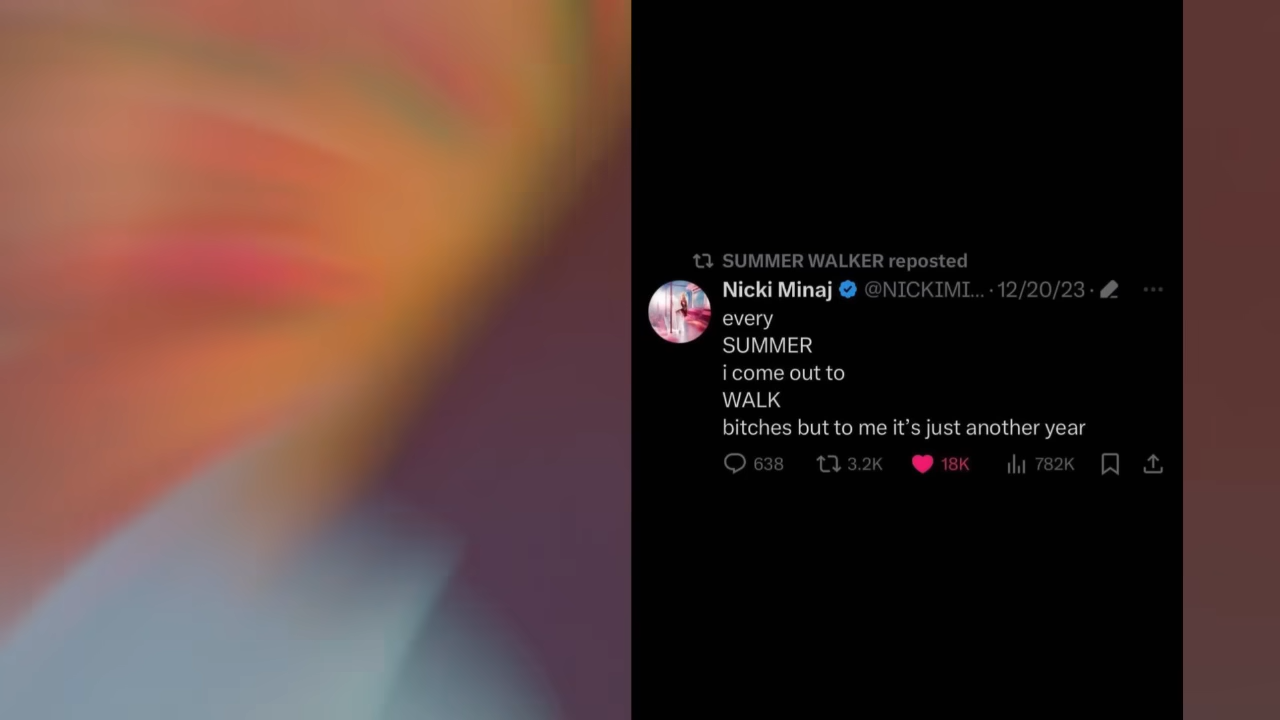 SUMMER WALKER reposted
Nicki Minaj @NICKIMI... · 12/20/23 ·
every
SUMMER
i come out to
WALK
bitches but to me it’s just another year
638 3.2K 18K 782K